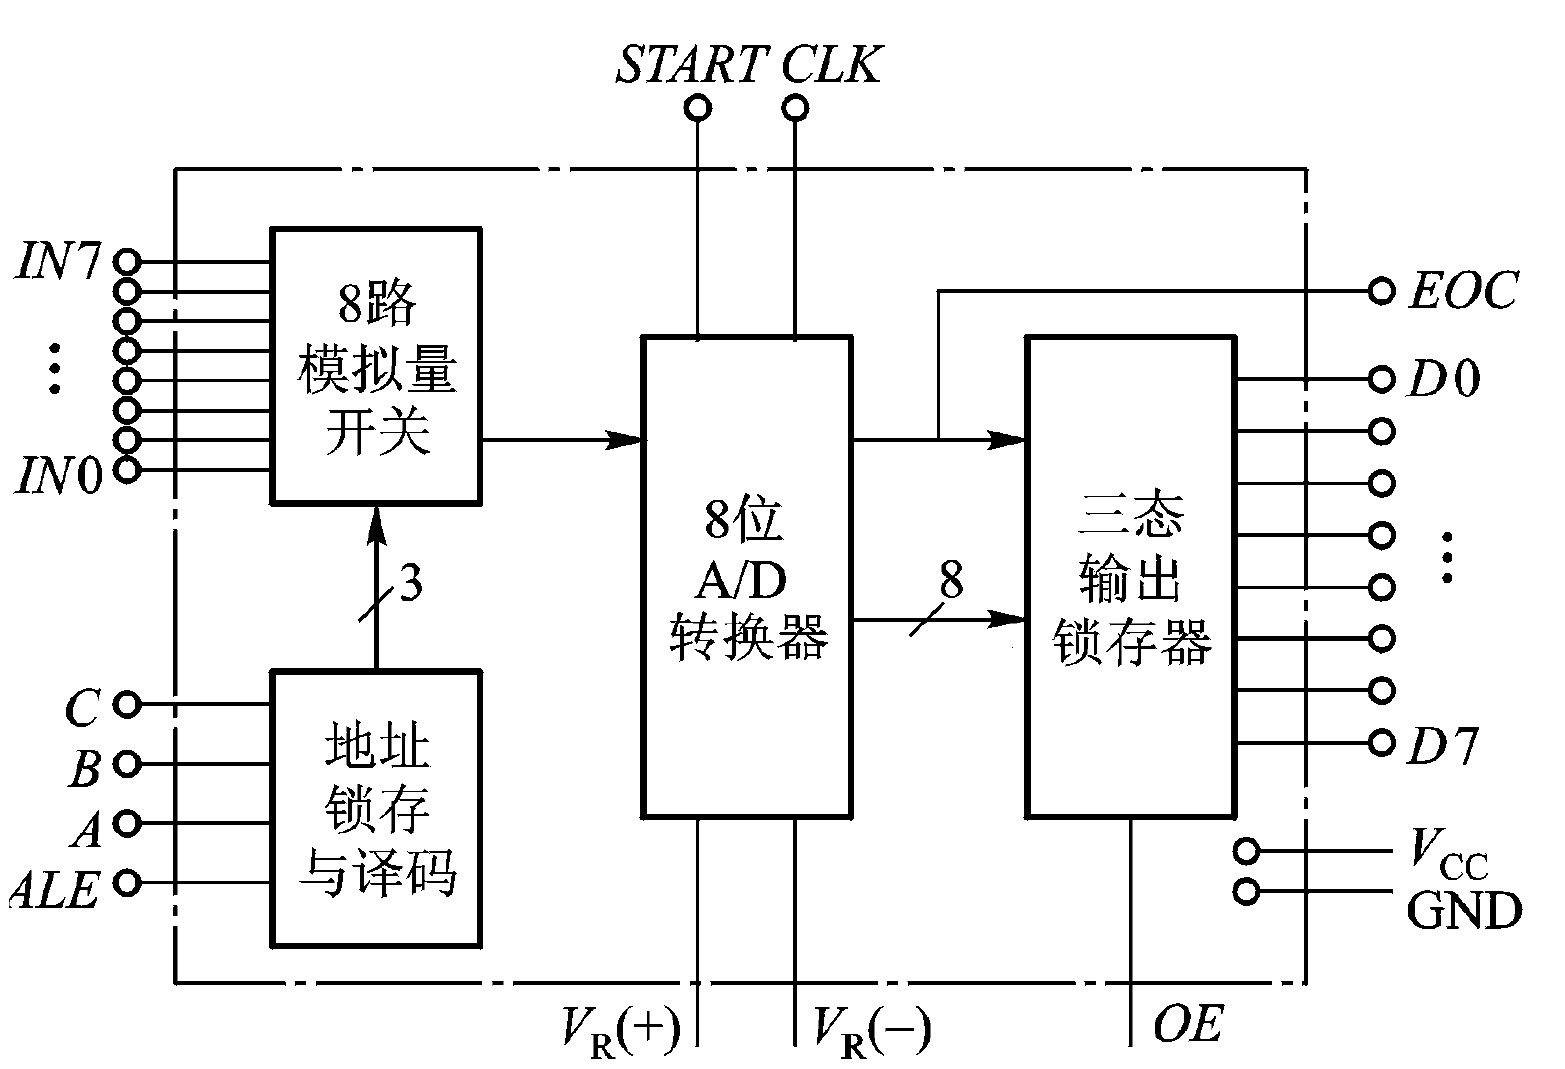 START CLK
IN7
⋮
IN0
8路
模拟量
开关
3
C
B
A
ALE
地址
锁存
与译码
8位
A/D
转换器
8
三态
输出
锁存器
EOC
D0
⋮
D7
VCC
GND
VR(+)
VR(–)
OE